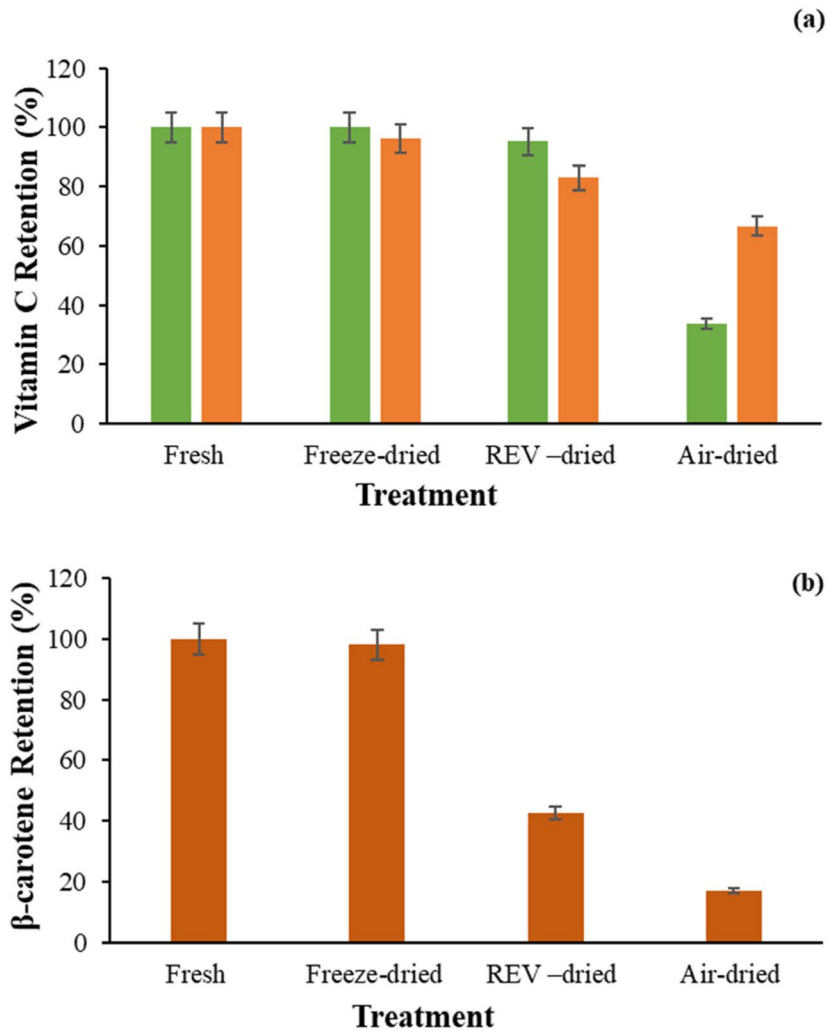 (a)
Vitamin C Retention (%)
120
100
80
60
40
20
0
Fresh Freeze-dried REV –dried Air-dried
Treatment
(b)
β-carotene Retention (%)
120
100
80
60
40
20
0
Fresh Freeze-dried REV –dried Air-dried
Treatment